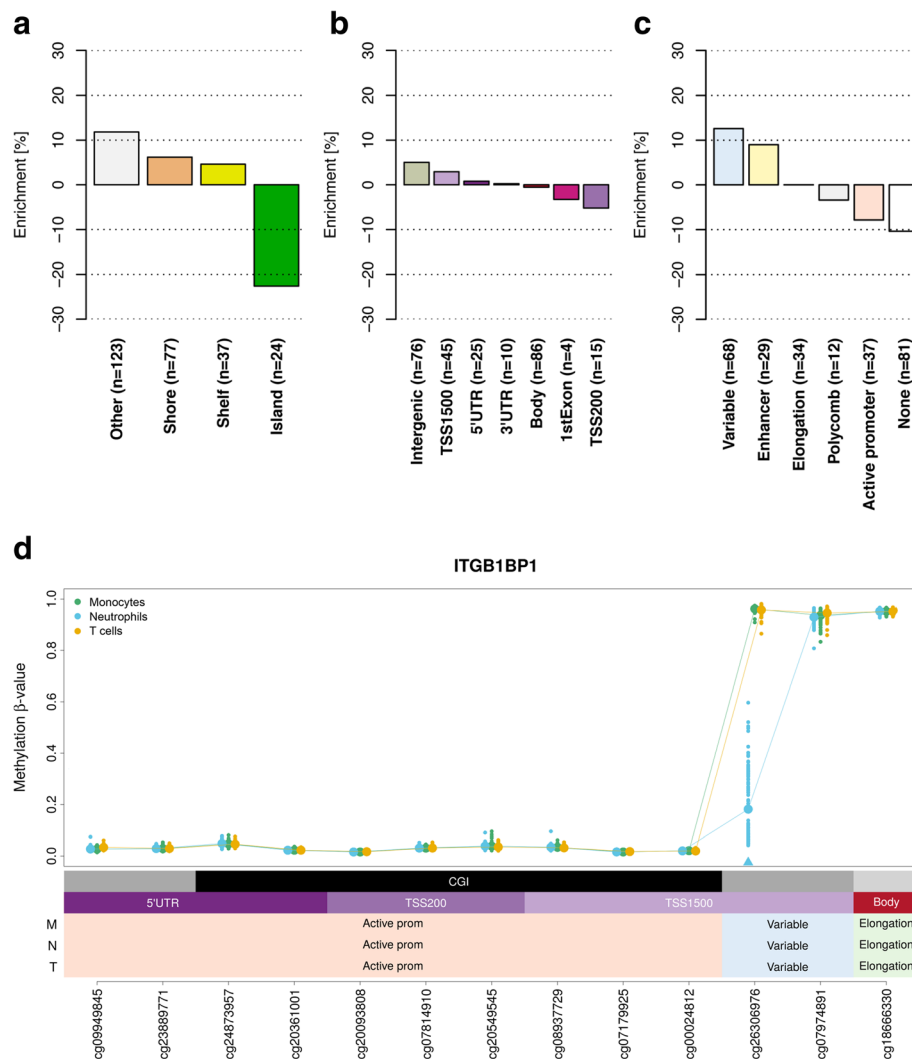 a
Enrichment [%]
30
20
10
0
−10
−20
−30
Other (n=123)
Shore (n=77)
Shelf (n=37)
Island (n=24)
b
Enrichment [%]
30
20
10
0
−10
−20
−30
Intergenic (n=76)
TSS1500 (n=45)
5'UTR (n=25)
3'UTR (n=10)
Body (n=86)
1stExon (n=4)
TSS200 (n=15)
c
Enrichment [%]
30
20
10
0
−10
−20
−30
Variable (n=68)
Enhancer (n=29)
Elongation (n=34)
Polycomb (n=12)
Active promoter (n=37)
None (n=81)
d
ITGB1BP1
Methylation β-value
1.0
0.8
0.6
0.4
0.2
0.0
Monocytes
Neutrophils
T cells
CGI
5'UTR TSS200 TSS1500 Body
M Active prom Variable Elongation
N Active prom Variable Elongation
T Active prom Variable Elongation
cg09949845
cg23889771
cg24873957
cg20361001
cg20093808
cg07814910
cg20549545
cg08937729
cg07179925
cg00024812
cg26306976
cg07974891
cg18666330